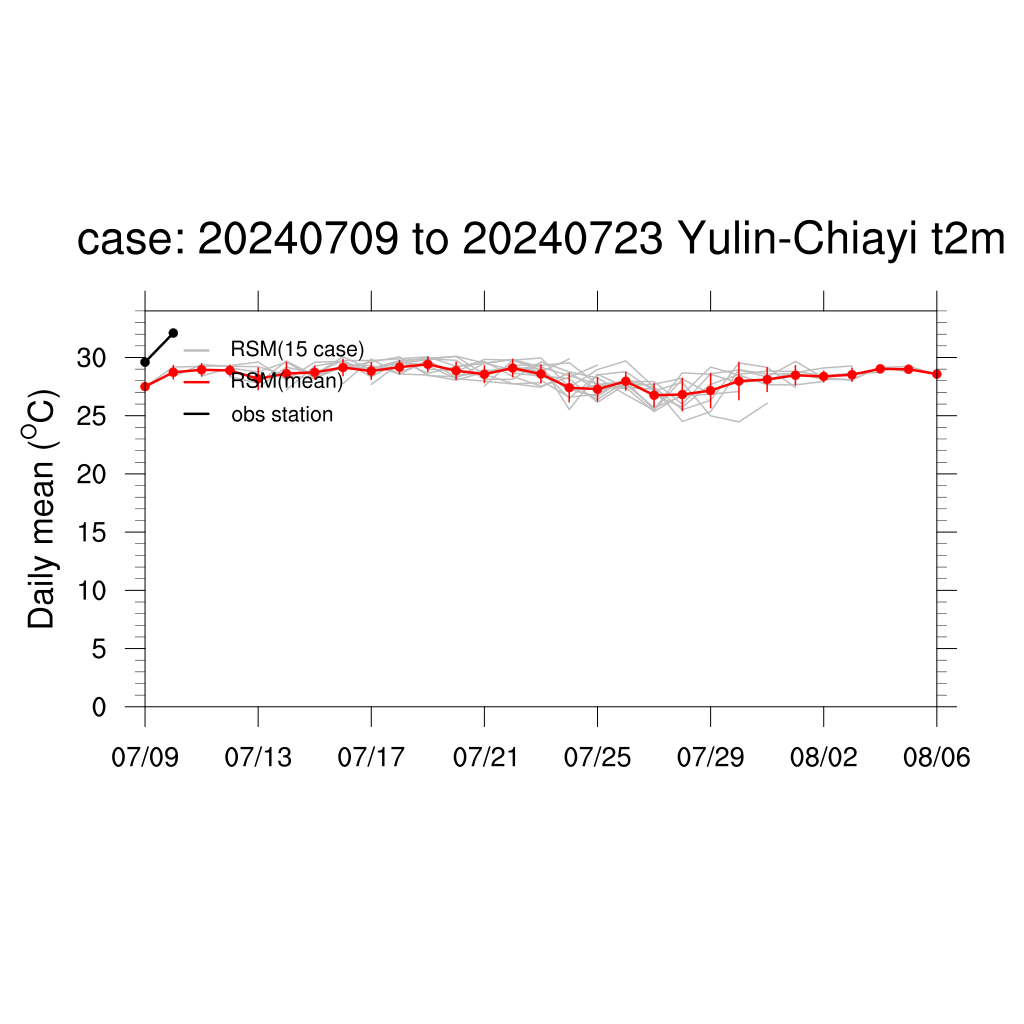 case: 20240709 to 20240723 Yulin-Chiayi t2m
Daily mean (OC)
30
25
20
15
10
5
0
RSM(15 case)
RSM(mean)
obs station
07/09 07/13 07/17 07/21 07/25 07/29 08/02 08/06